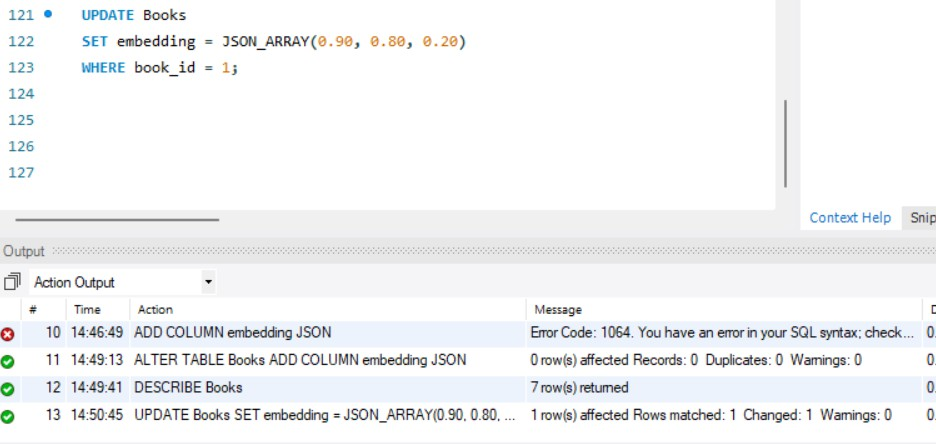 121 UPDATE Books
122 SET embedding = JSON_ARRAY(0.90, 0.80, 0.20)
123 WHERE book_id = 1;
124
125
126
127
Context Help Snip
Output
Action Output
# Time Action Message D
10 14:46:49 ADD COLUMN embedding JSON Error Code: 1064. You have an error in your SQL syntax; check... 0.
11 14:49:13 ALTER TABLE Books ADD COLUMN embedding JSON 0 row(s) affected Records: 0 Duplicates: 0 Warnings: 0 0.
12 14:49:41 DESCRIBE Books 7 row(s) returned 0.
13 14:50:45 UPDATE Books SET embedding = JSON_ARRAY(0.90, 0.80, ... 1 row(s) affected Rows matched: 1 Changed: 1 Warnings: 0 0.